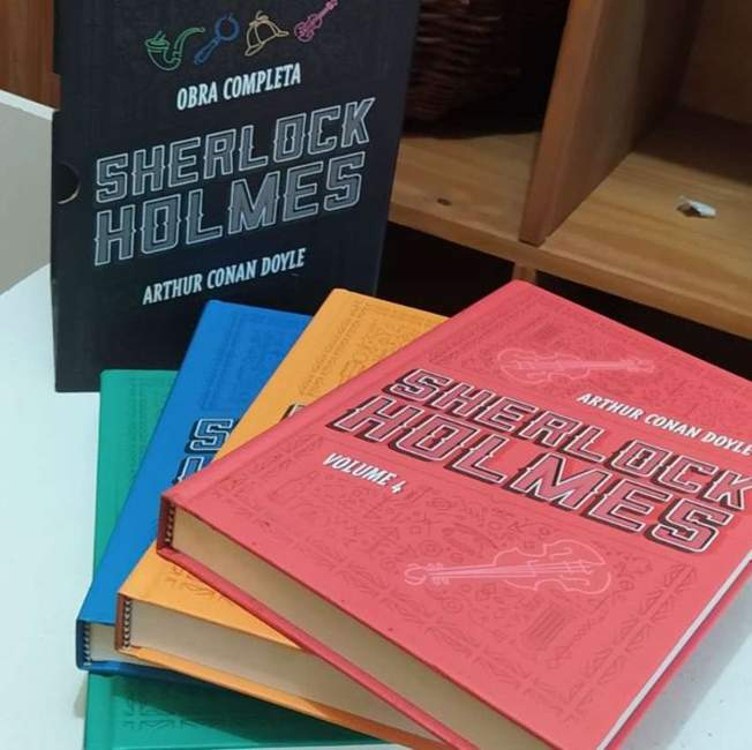 OBRA COMPLETA
SHERLOCK
HOLMES
ARTHUR CONAN DOYLE
ARTHUR CONAN DOYLE
SHERLOCK
HOLMES
VOLUME 4